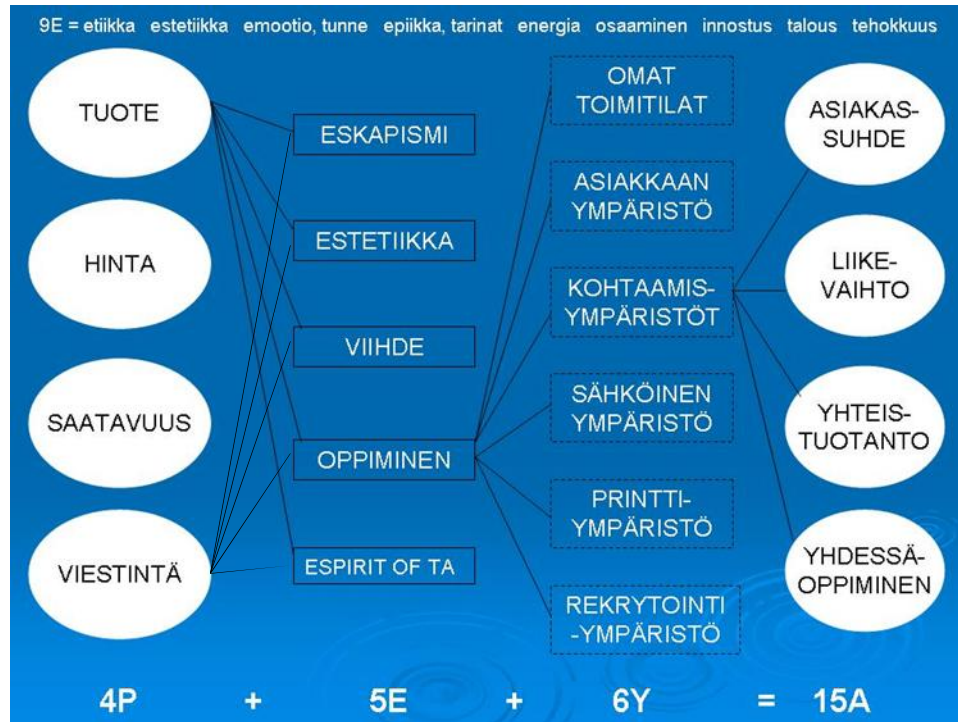 9E = etiikka estetiikka emootio, tunne epiikka, tarinat energia osaaminen innostus talous tehokkuus
TUOTE
HINTA
SAATAVUUS
VIESTINTÄ
ESKAPISMI
ESTETIIKKA
VIIHDE
OPPIMINEN
ESPIRIT OF TA
OMAT
TOIMITILAT
ASIAKKAAN
YMPÄRISTÖ
KOHTAAMIS-
YMPÄRISTÖT
SÄHKÖINEN
YMPÄRISTÖ
PRINTTI-
YMPÄRISTÖ
REKRYTOINTI
-YMPÄRISTÖ
ASIAKAS-
SUHDE
LIIKE-
VAIHTO
YHTEIS-
TUOTANTO
YHDESSÄ-
OPPIMINEN
4P + 5E + 6Y = 15A